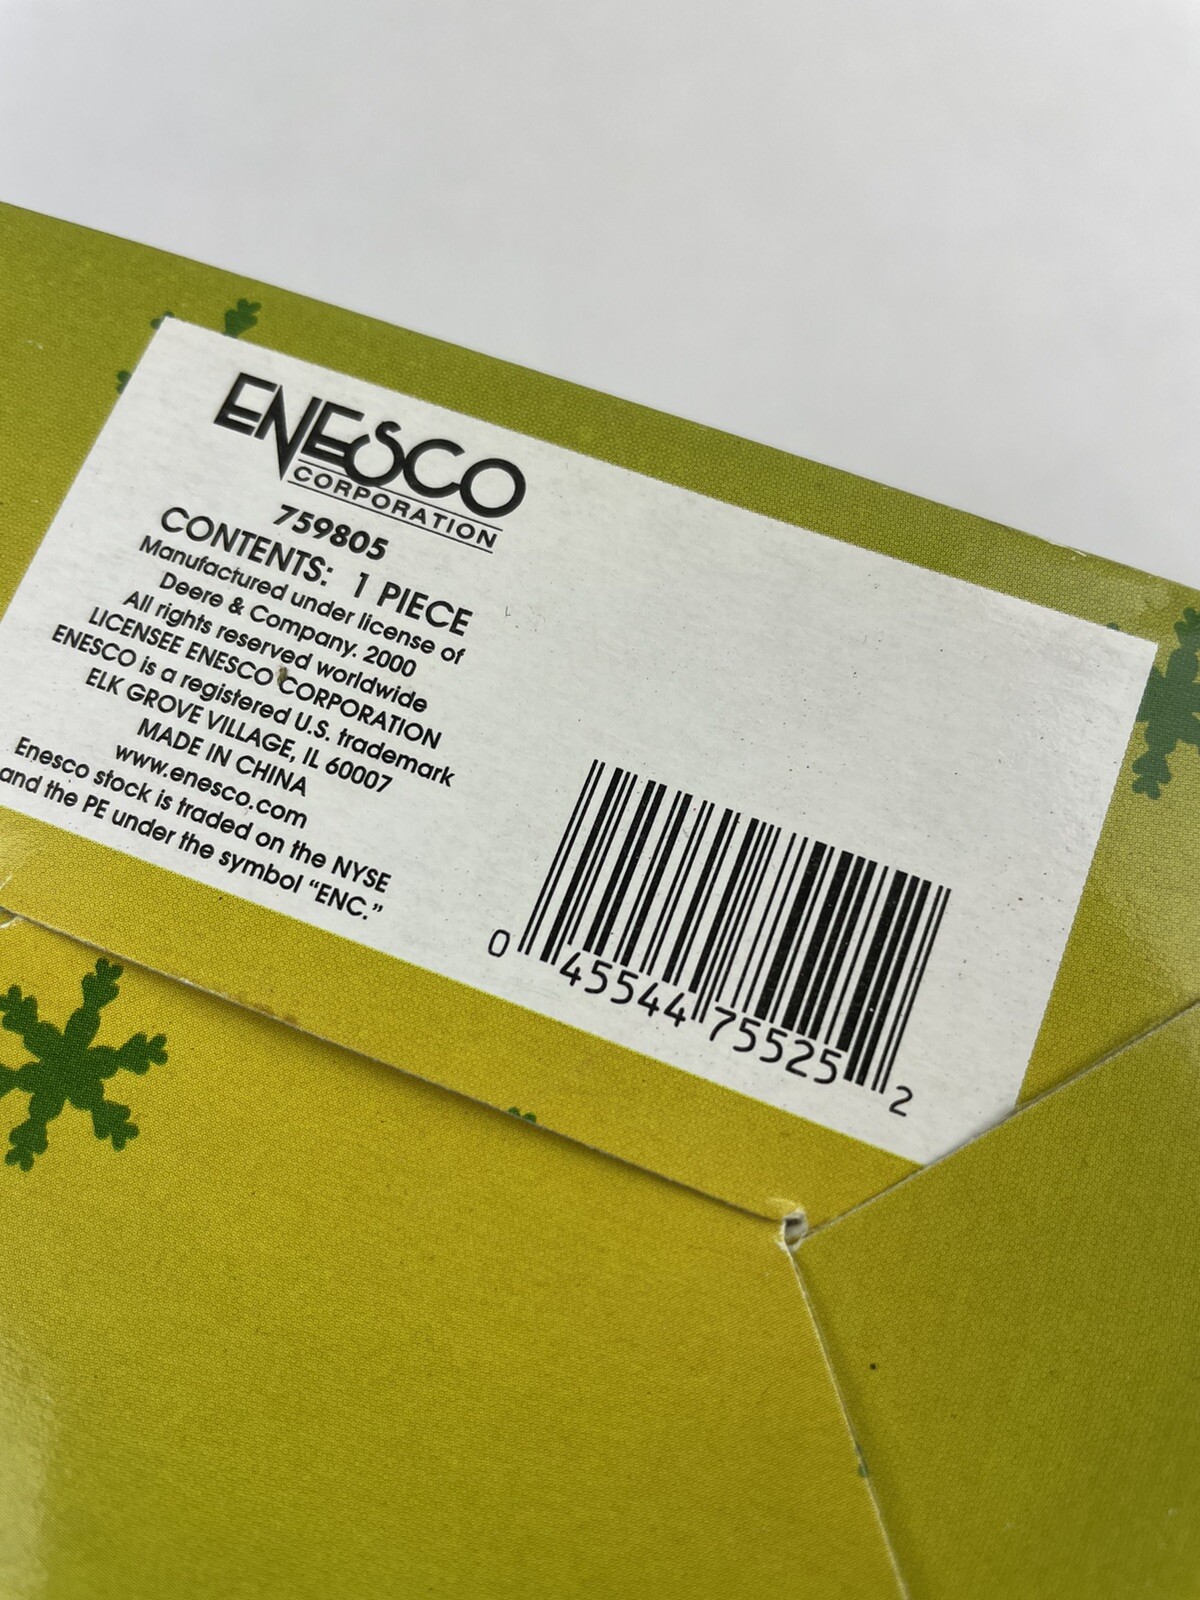 ENESCO
CORPORATION
759805
CONTENTS: 1 PIECE
Manufactured under license of
Deere & Company. 2000
All rights reserved worldwide
LICENSEE ENESCO CORPORATION
ENESCO is a registered U.S. trademark
ELK GROVE VILLAGE, IL 60007
MADE IN CHINA
www.enesco.com
Enesco stock is traded on the NYSE
and the PE under the symbol “ENC.”
0 45544 75525 2